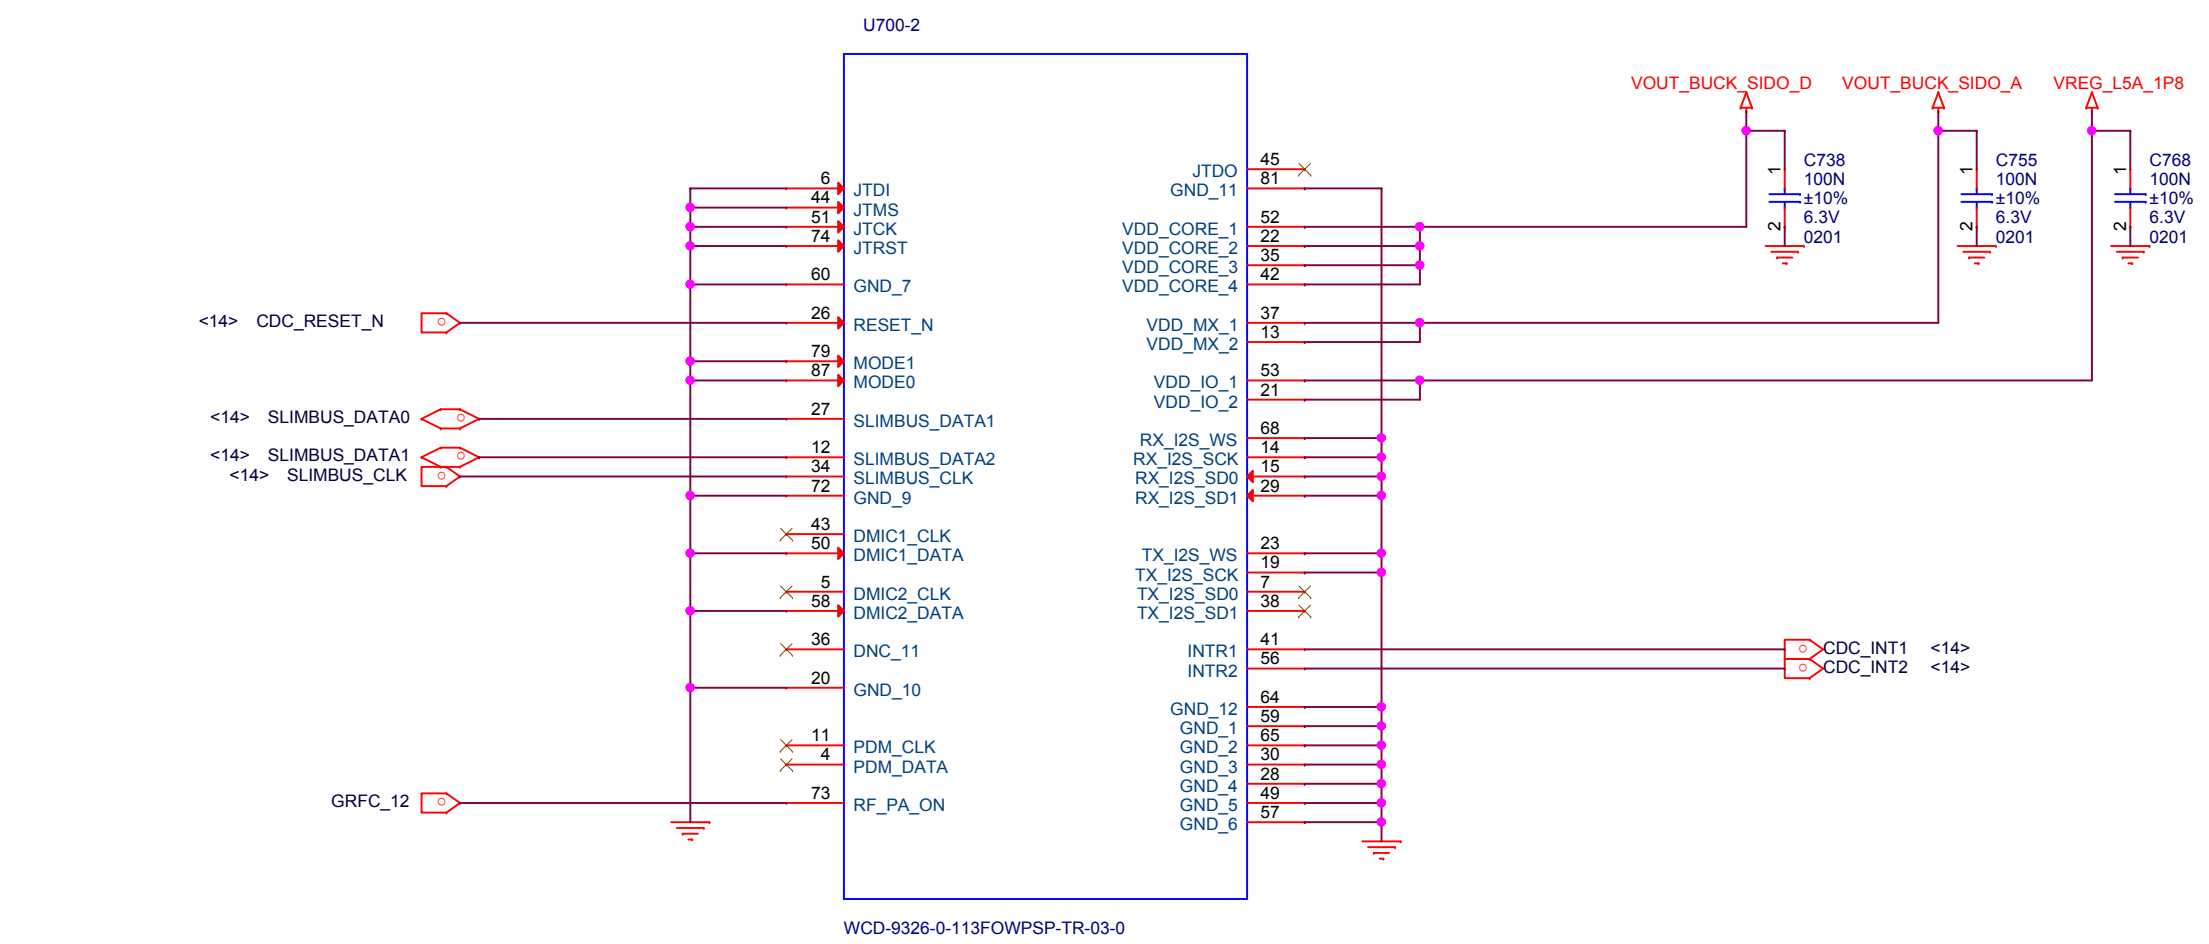 U700-2
VOUT_BUCK_SIDO_D VOUT_BUCK_SIDO_A VREG_L5A_1P8
1 C738 100N ±10% 6.3V 0201 2
1 C755 100N ±10% 6.3V 0201 2
1 C768 100N ±10% 6.3V 0201 2
6 JTDI
44 JTMS
51 JTCK
74 JTRST
60 GND_7
<14> CDC_RESET_N 26 RESET_N
79 MODE1
87 MODE0
<14> SLIMBUS_DATA0 27 SLIMBUS_DATA1
<14> SLIMBUS_DATA1 12 SLIMBUS_DATA2
<14> SLIMBUS_CLK 34 SLIMBUS_CLK
72 GND_9
43 DMIC1_CLK
50 DMIC1_DATA
5 DMIC2_CLK
58 DMIC2_DATA
36 DNC_11
20 GND_10
11 PDM_CLK
4 PDM_DATA
GRFC_12 73 RF_PA_ON
JTDO 45
GND_11 81
VDD_CORE_1 52
VDD_CORE_2 22
VDD_CORE_3 35
VDD_CORE_4 42
VDD_MX_1 37
VDD_MX_2 13
VDD_IO_1 53
VDD_IO_2 21
RX_I2S_WS 68
RX_I2S_SCK 14
RX_I2S_SD0 15
RX_I2S_SD1 29
TX_I2S_WS 23
TX_I2S_SCK 19
TX_I2S_SD0 7
TX_I2S_SD1 38
INTR1 41 CDC_INT1 <14>
INTR2 56 CDC_INT2 <14>
GND_12 64
GND_1 59
GND_2 65
GND_3 30
GND_4 28
GND_5 49
GND_6 57
WCD-9326-0-113FOWPSP-TR-03-0